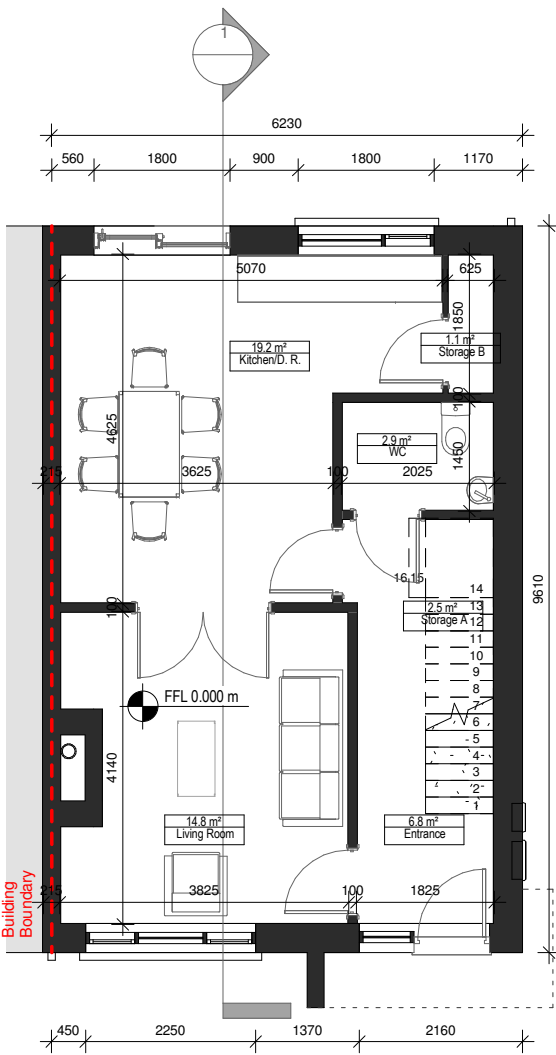 1
6230
560
1800
900
1800
1170
5070
625
1850
19.2 m²
Kitchen/D. R.
1.1 m²
Storage B
100
4625
2.9 m²
WC
1450
215
3625
100
2025
9610
16
15
14
2.5 m²
13
Storage A
12
100
11
10
9
8
FFL 0.000 m
7
6
5
4140
4
3
2
1
14.8 m²
Living Room
6.8 m²
Entrance
215
3825
100
1825
Building
Boundary
450
2250
1370
2160